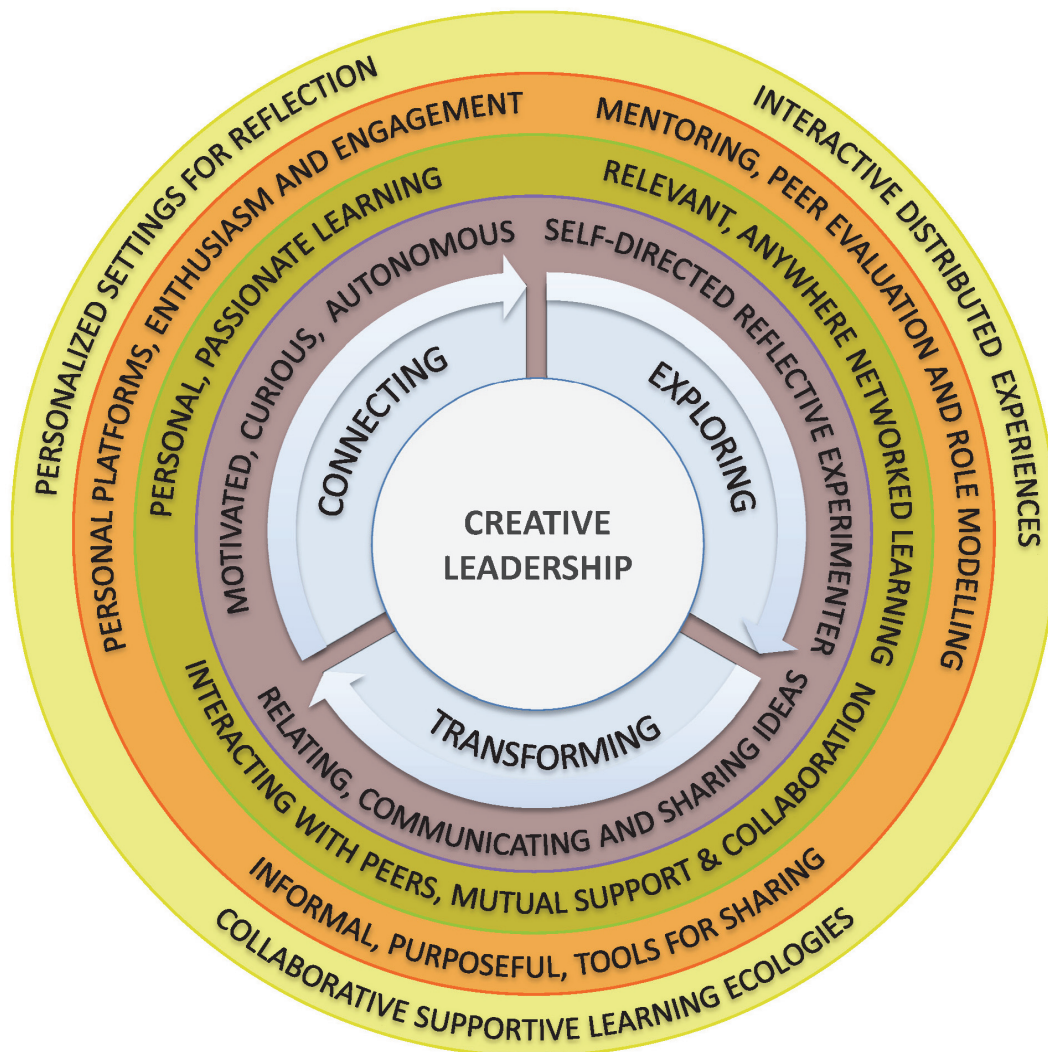 PERSONALIZED SETTINGS FOR REFLECTION
INTERACTIVE DISTRIBUTED EXPERIENCES
COLLABORATIVE SUPPORTIVE LEARNING ECOLOGIES
PERSONAL PLATFORMS, ENTHUSIASM AND ENGAGEMENT
MENTORING, PEER EVALUATION AND ROLE MODELLING
INFORMAL, PURPOSEFUL, TOOLS FOR SHARING
PERSONAL, PASSIONATE LEARNING
RELEVANT, ANYWHERE NETWORKED LEARNING
INTERACTING WITH PEERS, MUTUAL SUPPORT & COLLABORATION
MOTIVATED, CURIOUS, AUTONOMOUS
SELF-DIRECTED REFLECTIVE EXPERIMENTER
RELATING, COMMUNICATING AND SHARING IDEAS
CONNECTING
EXPLORING
TRANSFORMING
CREATIVE
LEADERSHIP